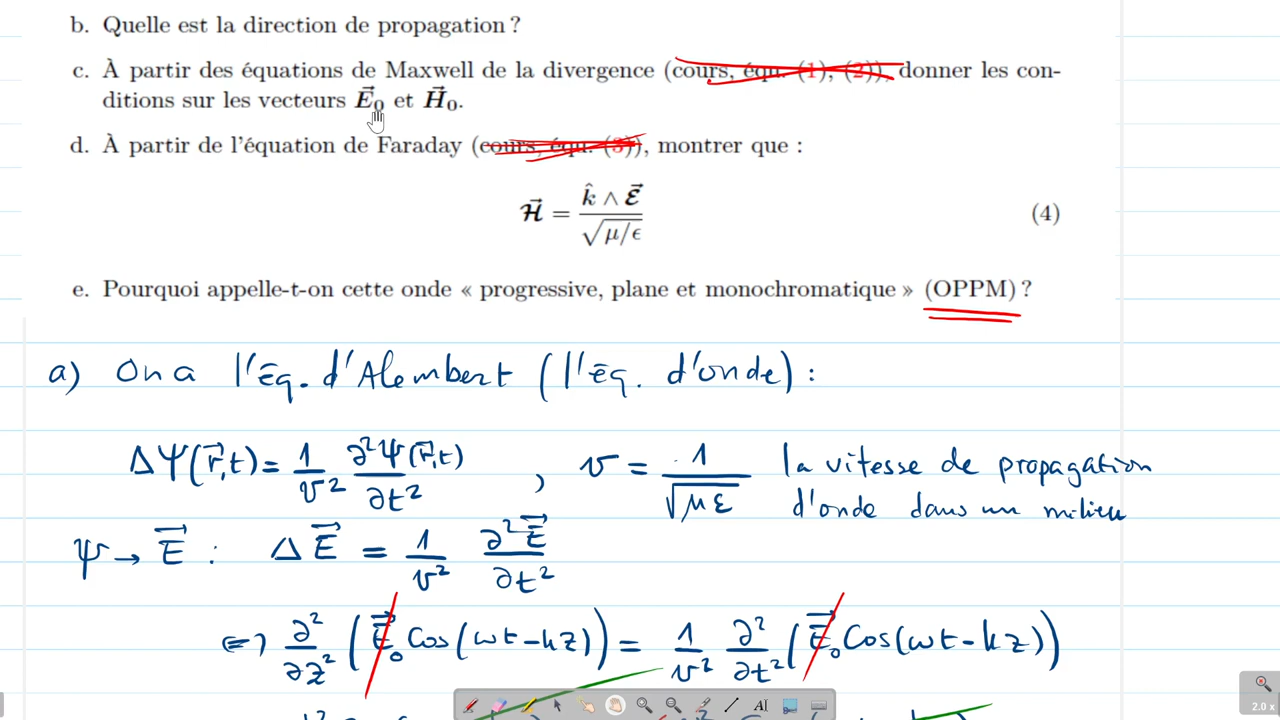 b. Quelle est la direction de propagation ?
c. À partir des équations de Maxwell de la divergence (cours, équ. (1), (2)), donner les con-
ditions sur les vecteurs E⃗₀ et H⃗₀.
d. À partir de l'équation de Faraday (cours, équ. (3)), montrer que :
H⃗ = k̂ ∧ E⃗ / √(μ/ϵ) (4)
e. Pourquoi appelle-t-on cette onde « progressive, plane et monochromatique » (OPPM) ?
a) On a l'Éq. d'Alembert (l'éq. d'onde) :
ΔΨ(r⃗,t) = 1/v² ∂²Ψ(r⃗,t)/∂t² , v = 1/√με la vitesse de propagation
d'onde dans un milieu
Ψ → E⃗ : ΔE⃗ = 1/v² ∂²E⃗/∂t²
⇔ ∂²/∂z² (E⃗₀ Cos(ωt-kz)) = 1/v² ∂²/∂t² (E⃗₀ Cos(ωt-kz))
AI
2.0 x